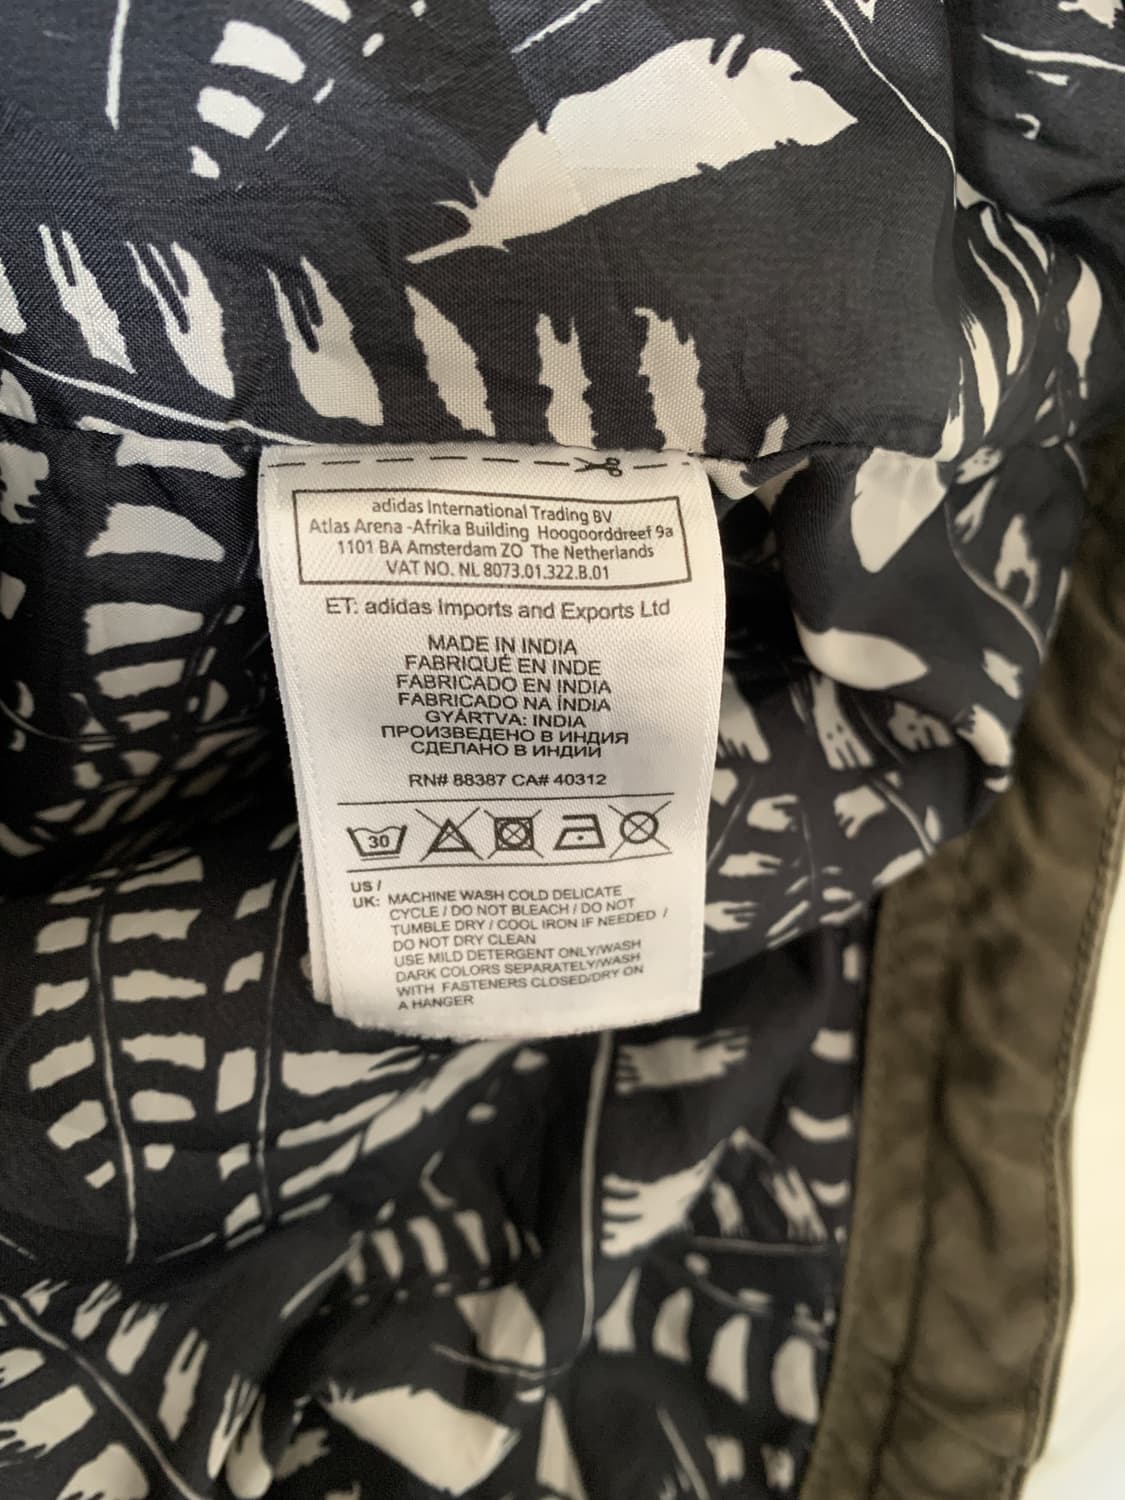 adidas International Trading BV
Atlas Arena -Afrika Building Hoogoorddreef 9a
1101 BA Amsterdam ZO The Netherlands
VAT NO. NL 8073.01.322.B.01
ET: adidas Imports and Exports Ltd
MADE IN INDIA
FABRIQUÉ EN INDE
FABRICADO EN INDIA
FABRICADO NA ÍNDIA
GYÁRTVA: INDIA
ПРОИЗВЕДЕНО В ИНДИЯ
СДЕЛАНО В ИНДИИ
RN# 88387 CA# 40312
30
US /
UK: MACHINE WASH COLD DELICATE
CYCLE / DO NOT BLEACH / DO NOT
TUMBLE DRY / COOL IRON IF NEEDED /
DO NOT DRY CLEAN
USE MILD DETERGENT ONLY/WASH
DARK COLORS SEPARATELY/WASH
WITH FASTENERS CLOSED/DRY ON
A HANGER